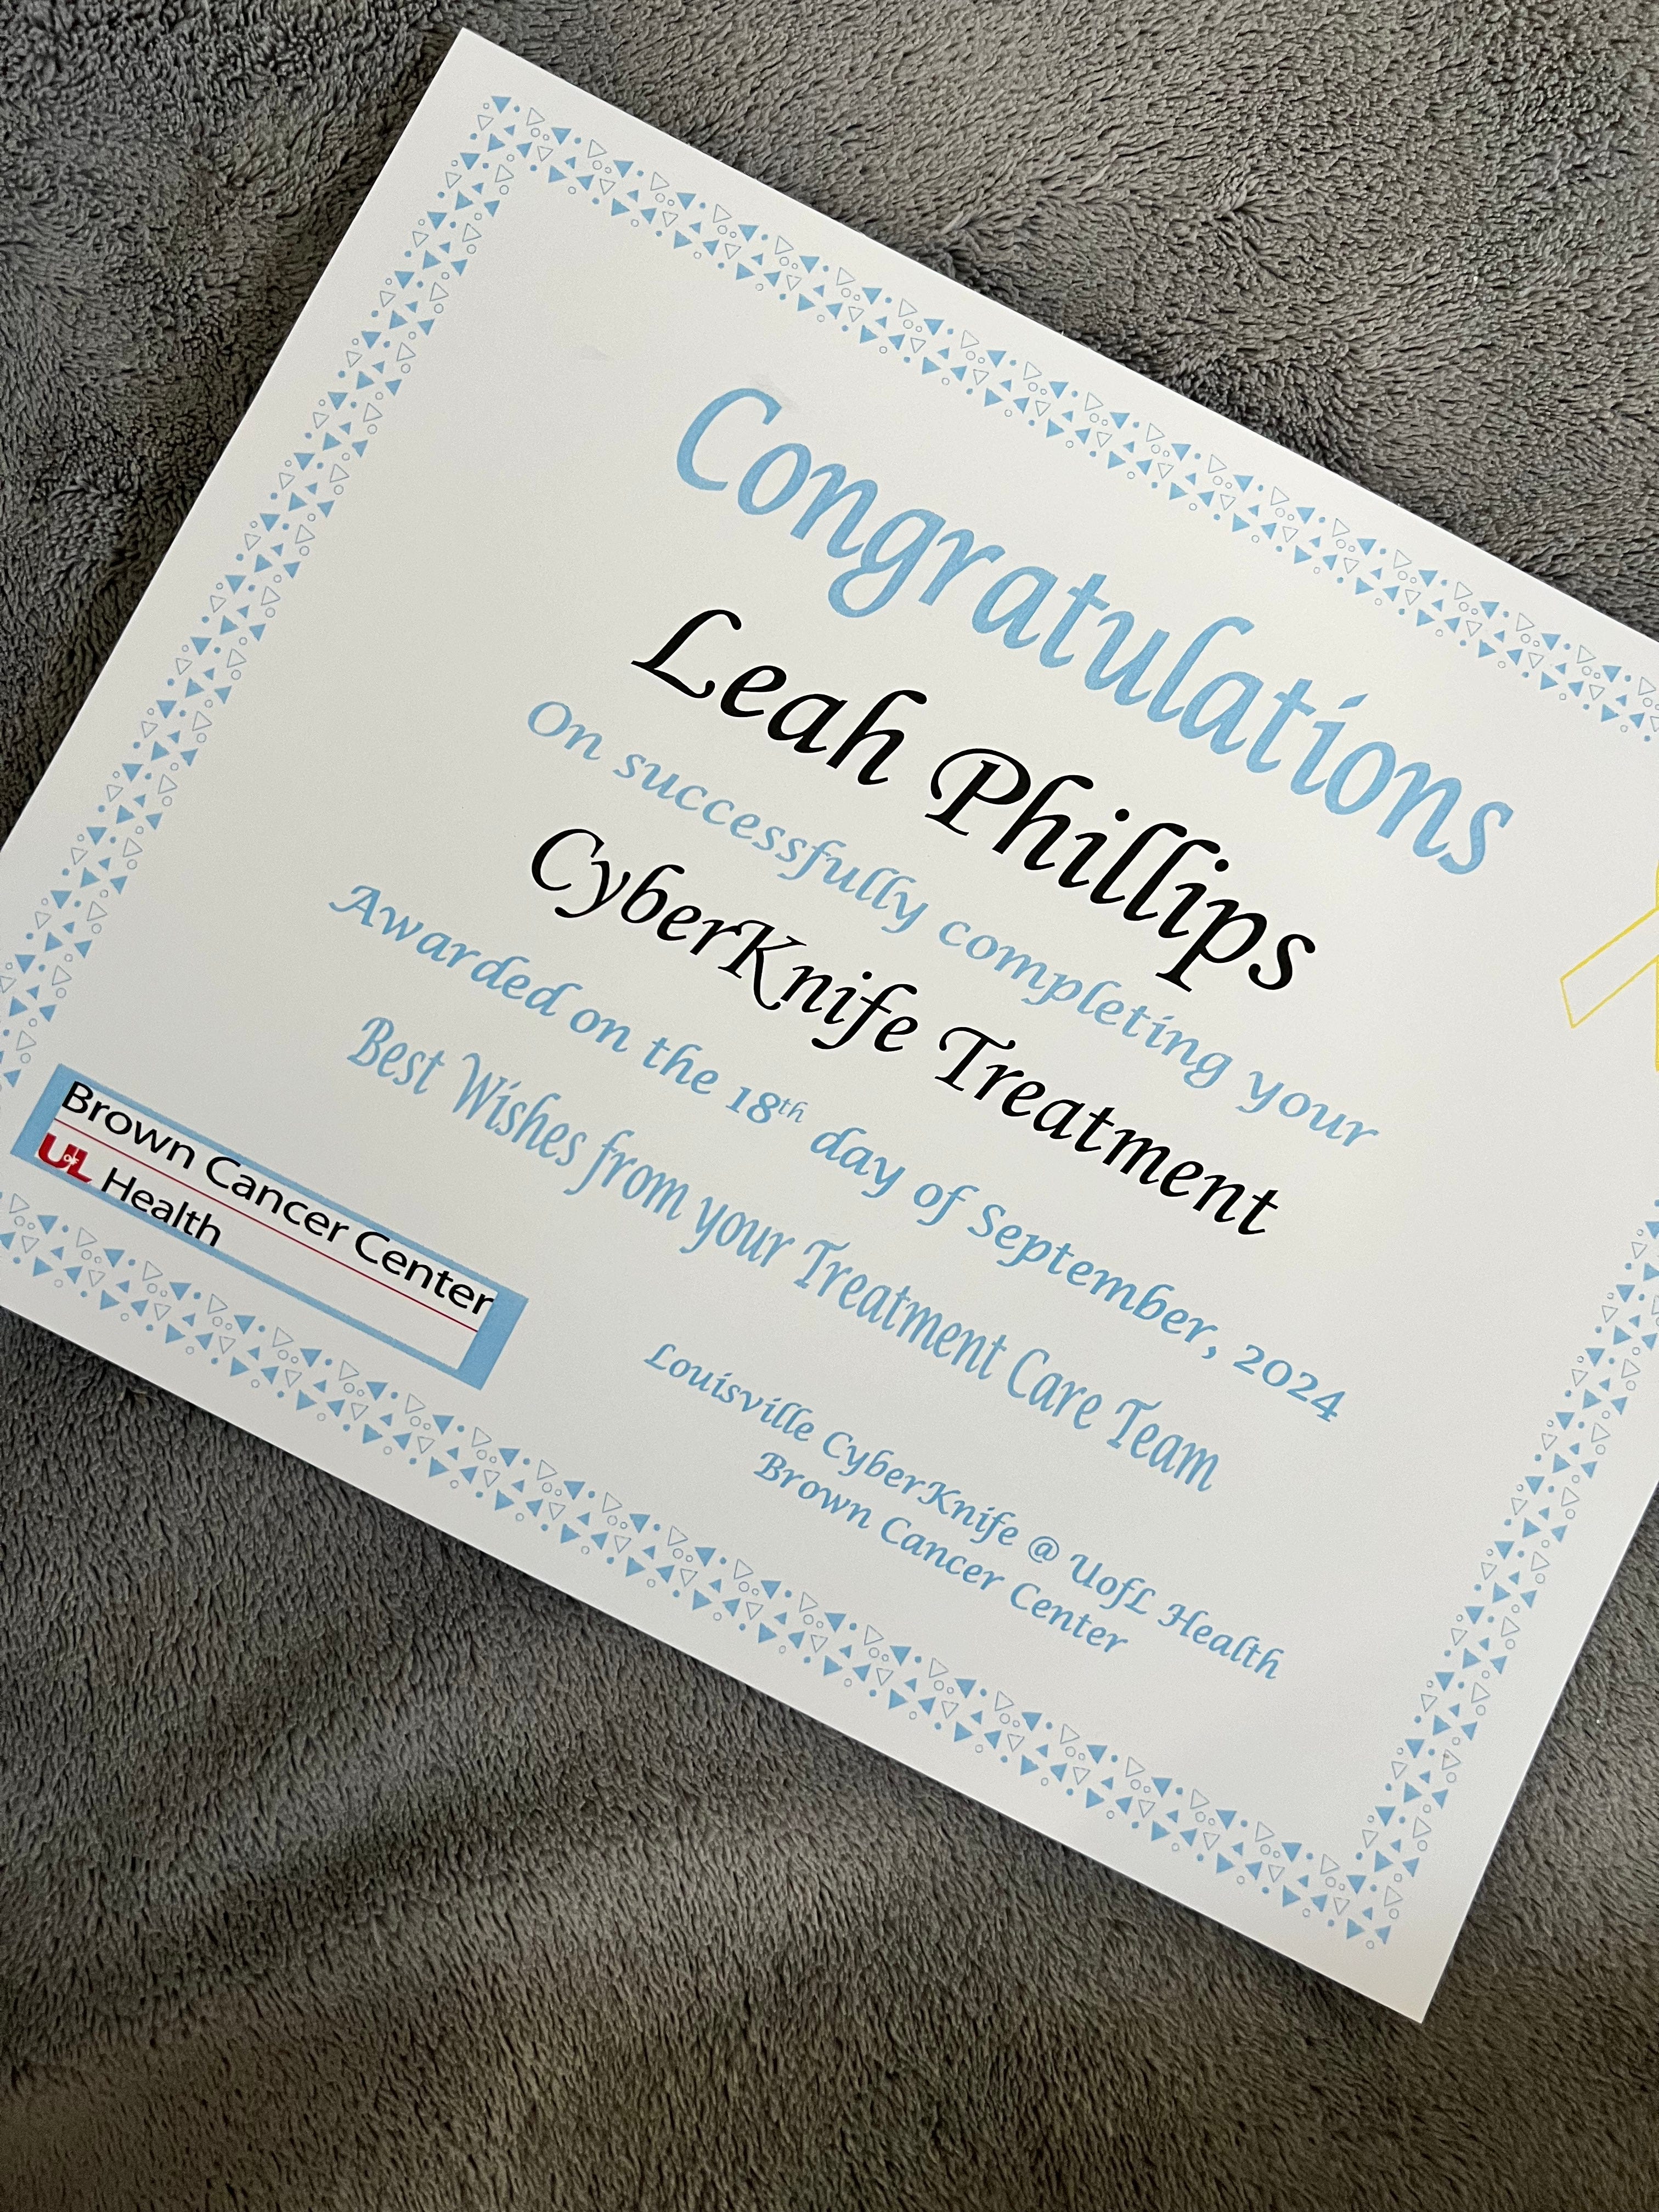 Congratulations
Leah Phillips
On successfully completing your
CyberKnife Treatment
Awarded on the 18th day of September, 2024
Best Wishes from your Treatment Care Team
Louisville CyberKnife @ UofL Health
Brown Cancer Center
Brown Cancer Center
UofL Health